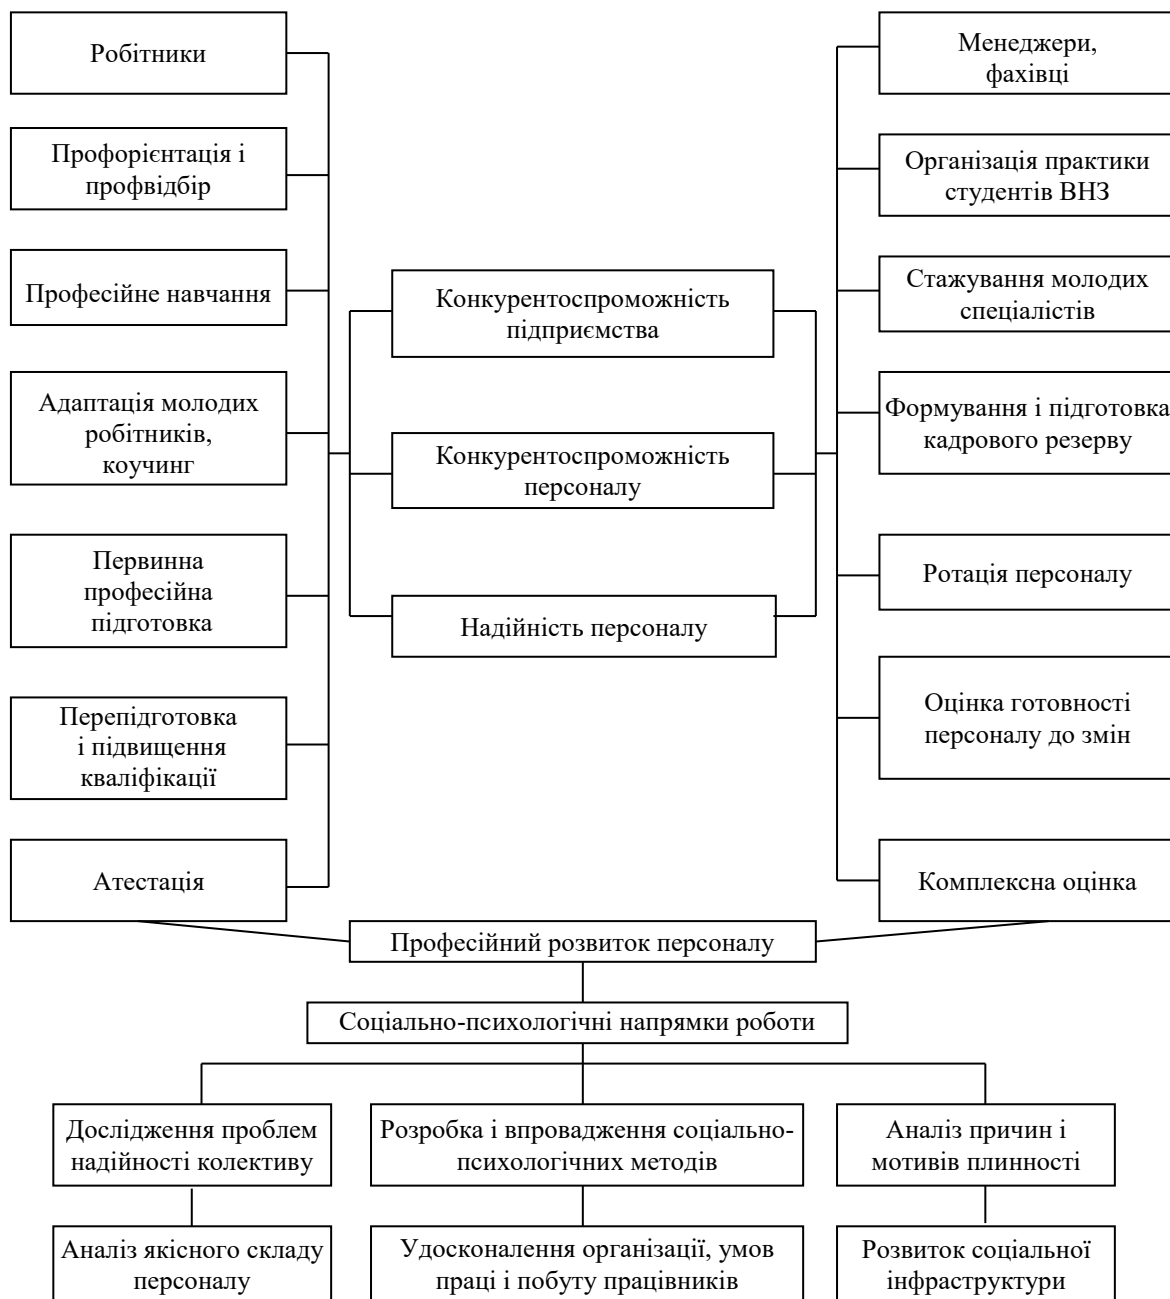 Робітники
Профорієнтація і
профвідбір
Професійне навчання
Адаптація молодих
робітників,
коучинг
Первинна
професійна
підготовка
Перепідготовка
і підвищення
кваліфікації
Атестація
Конкурентоспроможність
підприємства
Конкурентоспроможність
персоналу
Надійність персоналу
Менеджери,
фахівці
Організація практики
студентів ВНЗ
Стажування молодих
спеціалістів
Формування і підготовка
кадрового резерву
Ротація персоналу
Оцінка готовності
персоналу до змін
Комплексна оцінка
Професійний розвиток персоналу
Соціально-психологічні напрямки роботи
Дослідження проблем
надійності колективу
Розробка і впровадження соціально-
психологічних методів
Аналіз причин і
мотивів плинності
Аналіз якісного складу
персоналу
Удосконалення організації, умов
праці і побуту працівників
Розвиток соціальної
інфраструктури